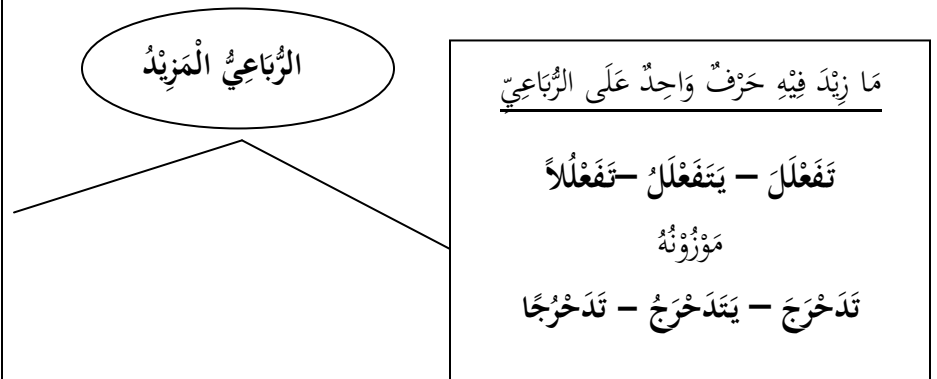 الرُّبَاعِيُّ الْمَزِيْدُ
مَا زِيْدَ فِيْهِ حَرْفٌ وَاحِدٌ عَلَى الرُّبَاعِيِّ
تَفَعْلَلَ – يَتَفَعْلَلُ –تَفَعْلُلاً
مَوْزُوْنُهُ
تَدَحْرَجَ – يَتَدَحْرَجُ – تَدَحْرُجًا